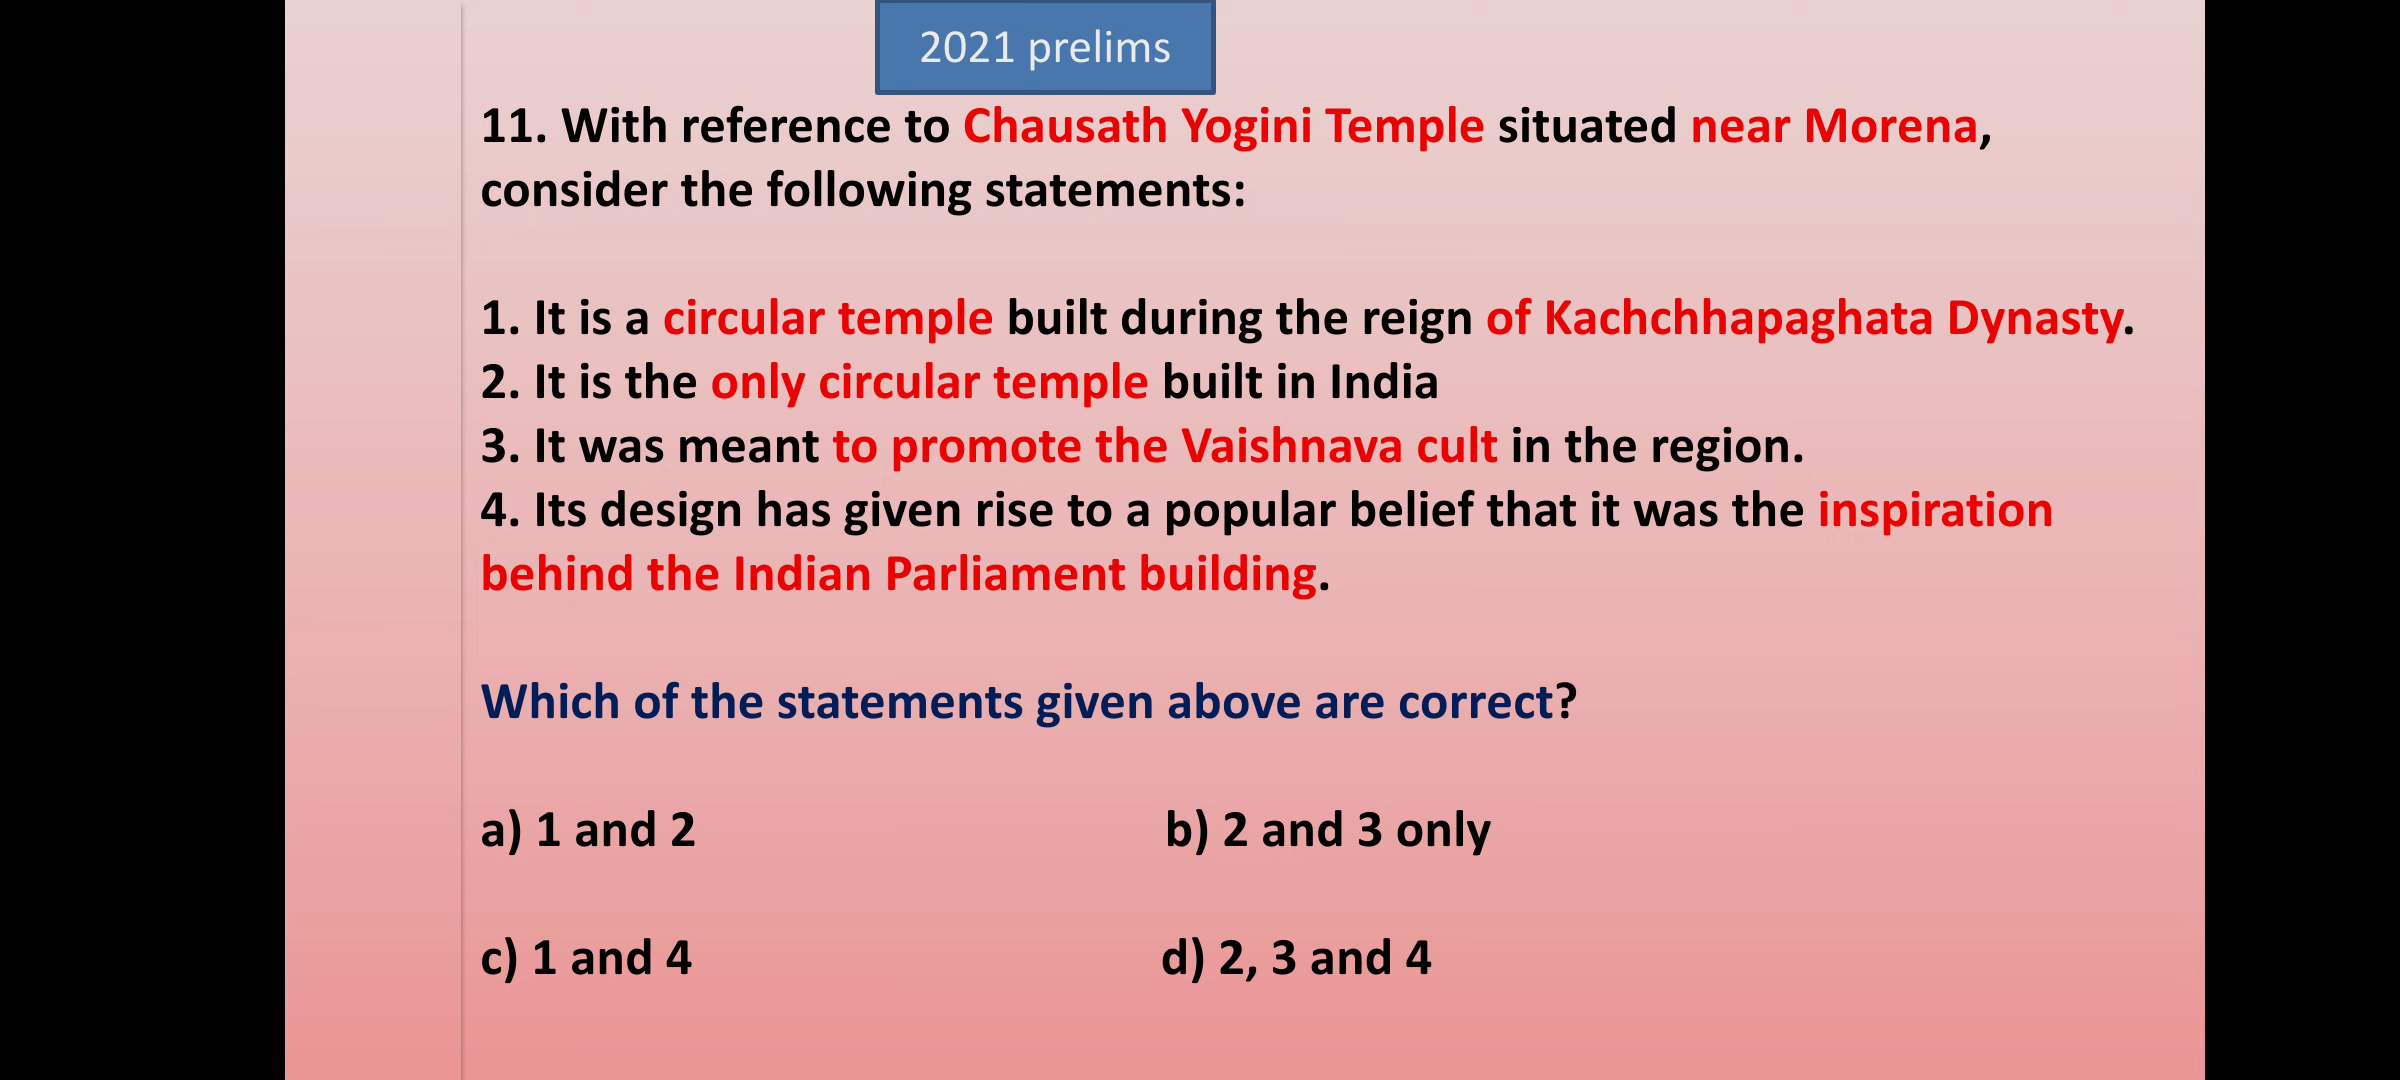 2021 prelims
11. With reference to Chausath Yogini Temple situated near Morena,
consider the following statements:
1. It is a circular temple built during the reign of Kachchhapaghata Dynasty.
2. It is the only circular temple built in India
3. It was meant to promote the Vaishnava cult in the region.
4. Its design has given rise to a popular belief that it was the inspiration
behind the Indian Parliament building.
Which of the statements given above are correct?
a) 1 and 2 b) 2 and 3 only
c) 1 and 4 d) 2, 3 and 4